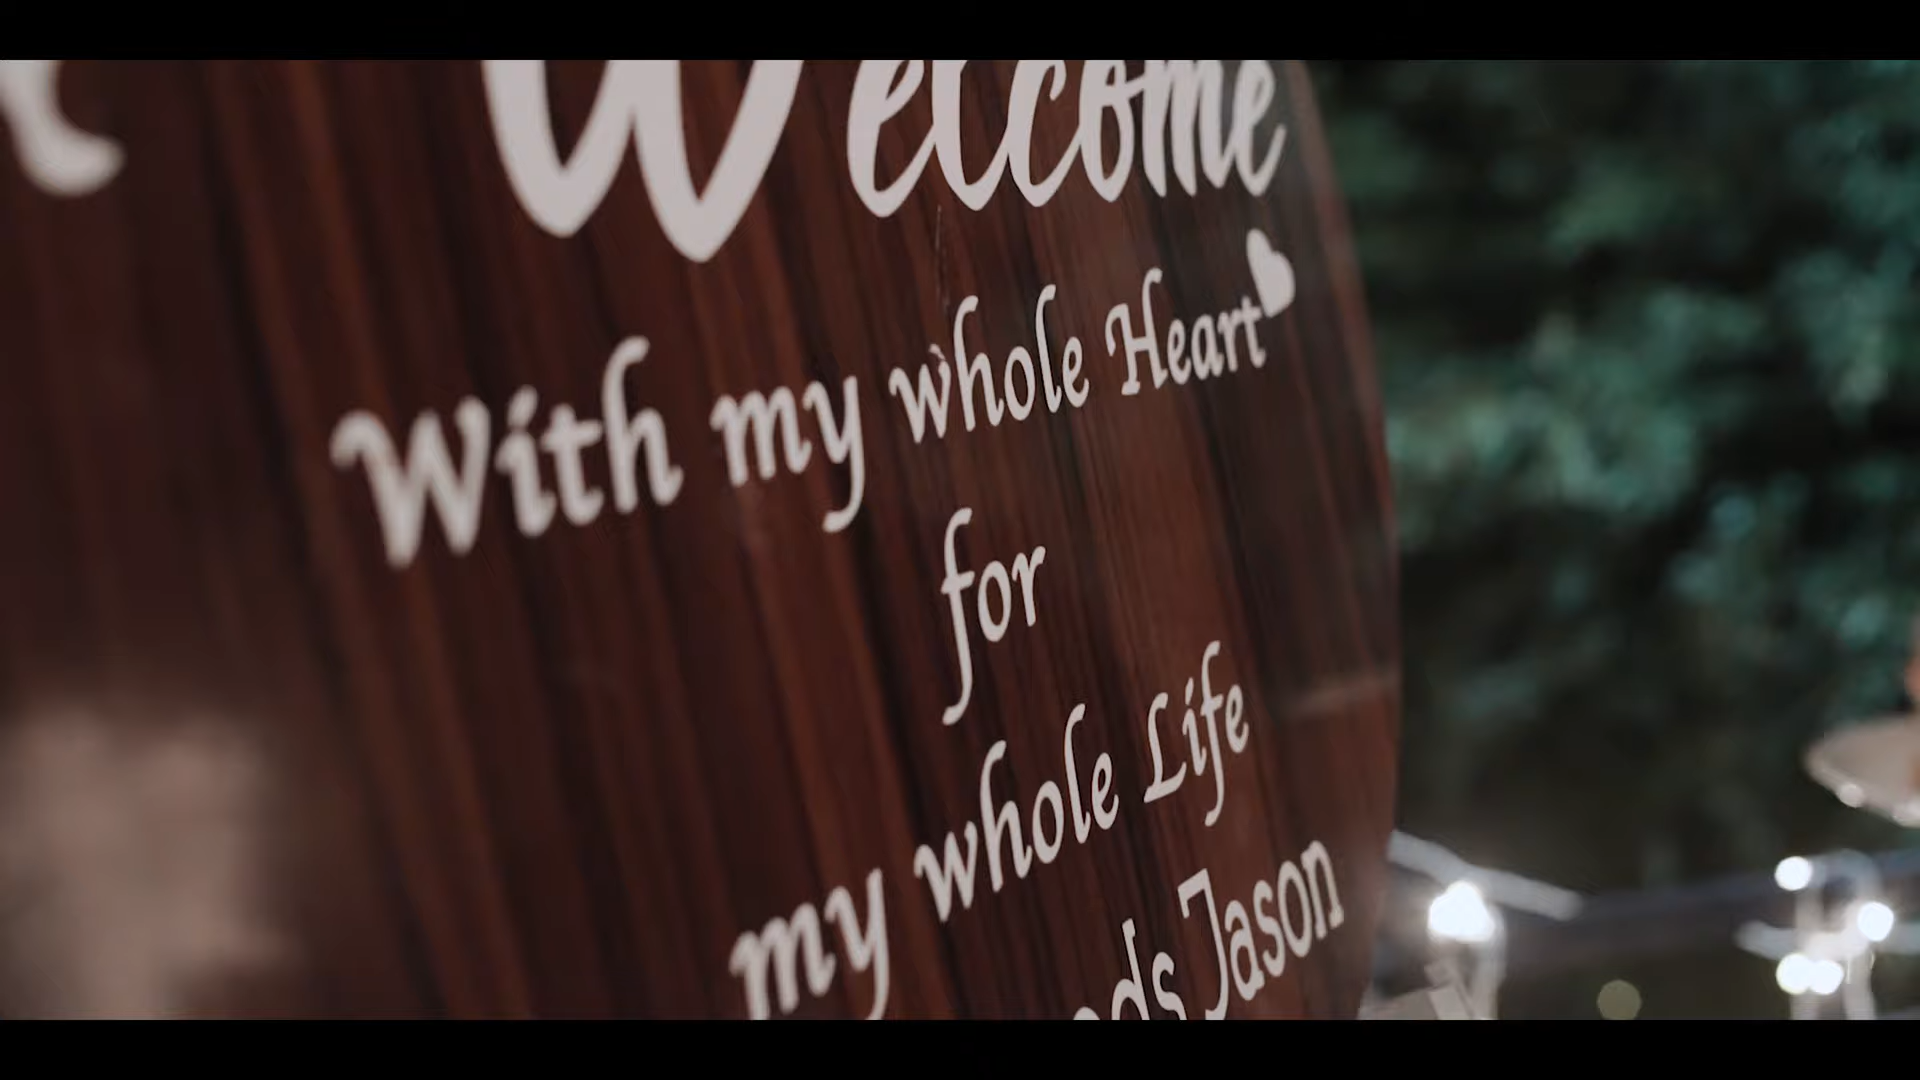 Welcome
With my whole Heart
for
my whole Life
Jason